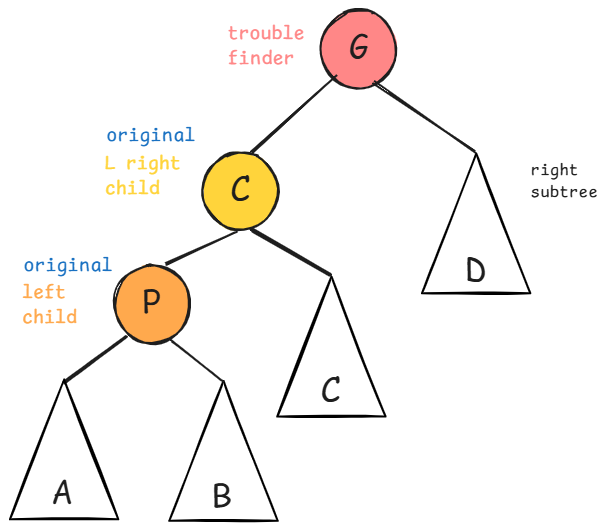 trouble
finder
G
original
L right
child
C
right
subtree
original
left
child
P
D
C
A
B